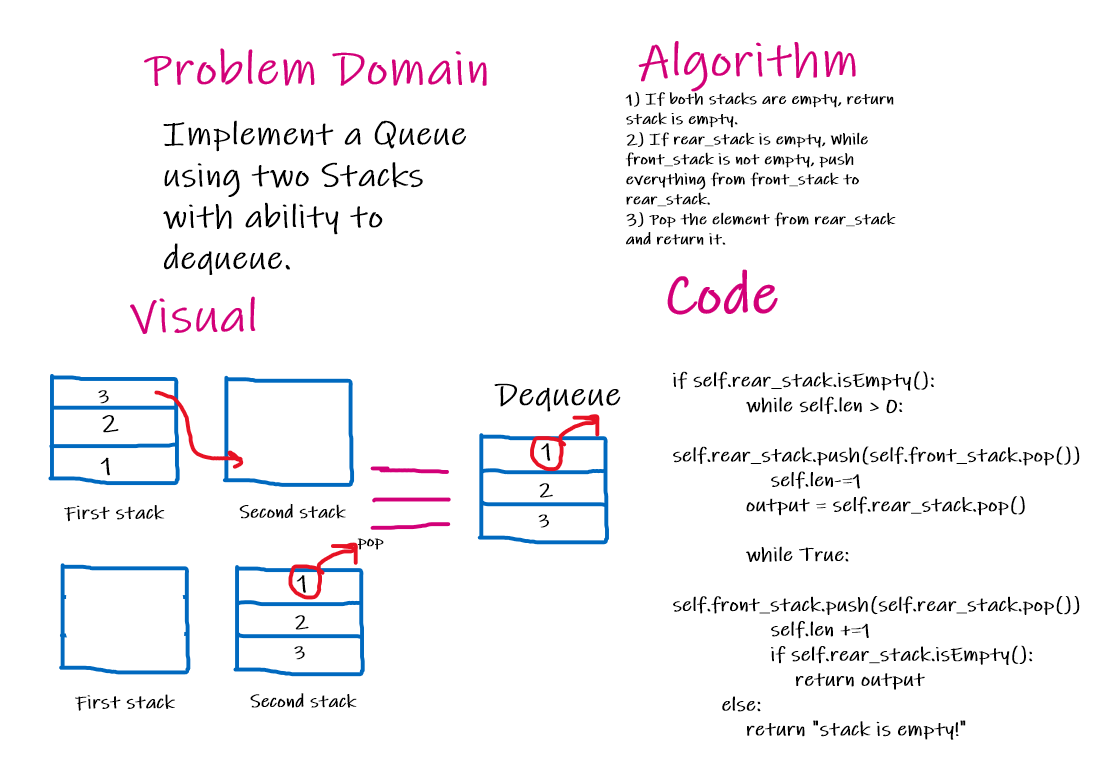 Problem Domain
Implement a Queue
using two Stacks
with ability to
dequeue.
Algorithm
1) If both stacks are empty, return
stack is empty.
2) If rear_stack is empty, While
front_stack is not empty, push
everything from front_stack to
rear_stack.
3) Pop the element from rear_stack
and return it.
Visual
3
2
1
First stack
Second stack
Dequeue
1
2
3
First stack
pop
1
2
3
Second stack
Code
if self.rear_stack.isEmpty():
while self.len > 0:
self.rear_stack.push(self.front_stack.pop())
self.len-=1
output = self.rear_stack.pop()
while True:
self.front_stack.push(self.rear_stack.pop())
self.len +=1
if self.rear_stack.isEmpty():
return output
else:
return "stack is empty!"